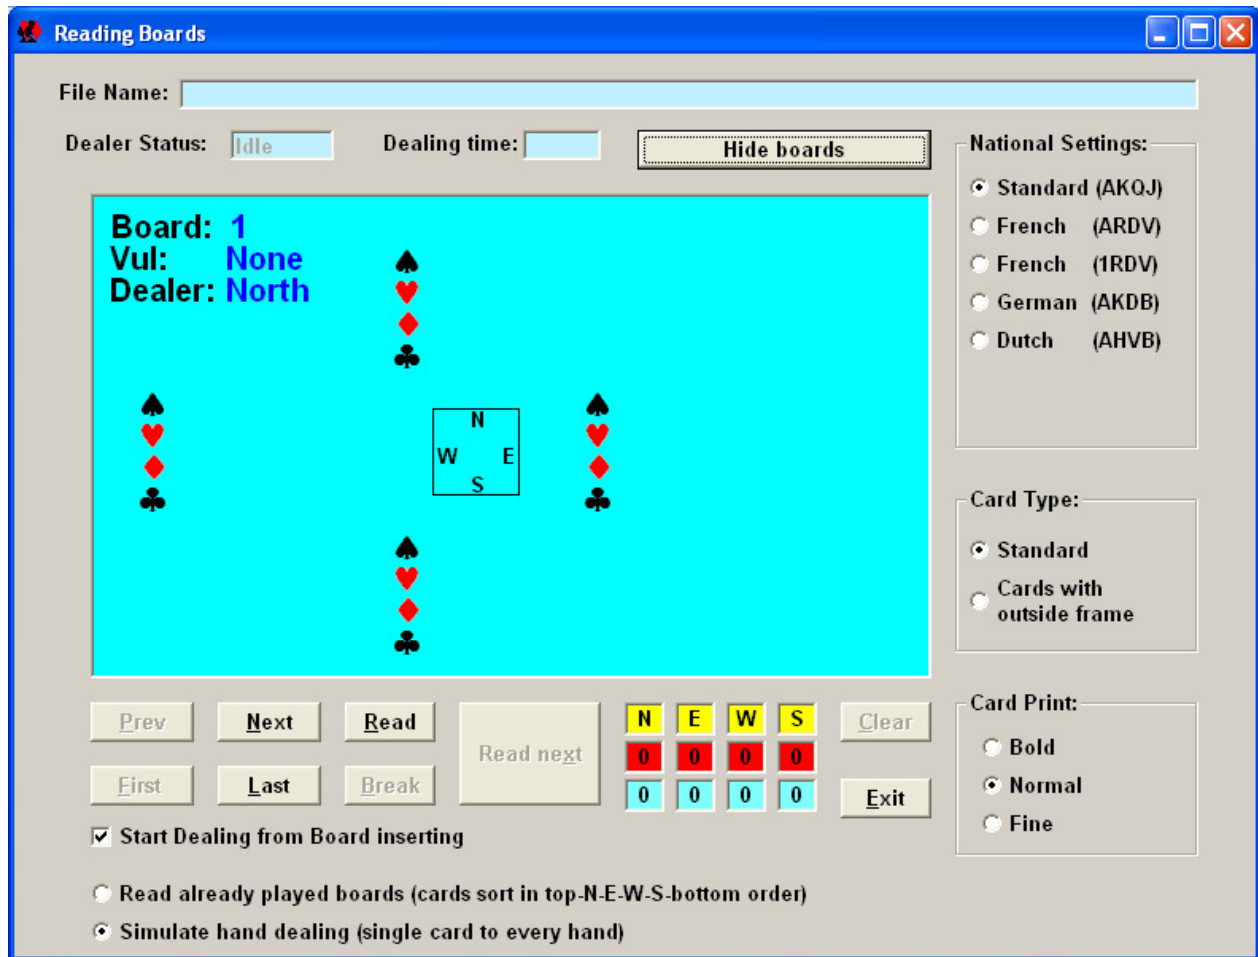 Reading Boards
File Name:
Dealer Status: Idle Dealing time: Hide boards
National Settings:
Standard (AKQJ)
French (ARDV)
French (1RDV)
German (AKDB)
Dutch (AHVB)
Board: 1
Vul: None
Dealer: North
N
W E
S
Card Type:
Standard
Cards with
outside frame
Card Print:
Bold
Normal
Fine
Prev Next Read Read next N E W S Clear
0 0 0 0
First Last Break 0 0 0 0 Exit
Start Dealing from Board inserting
Read already played boards (cards sort in top-N-E-W-S-bottom order)
Simulate hand dealing (single card to every hand)